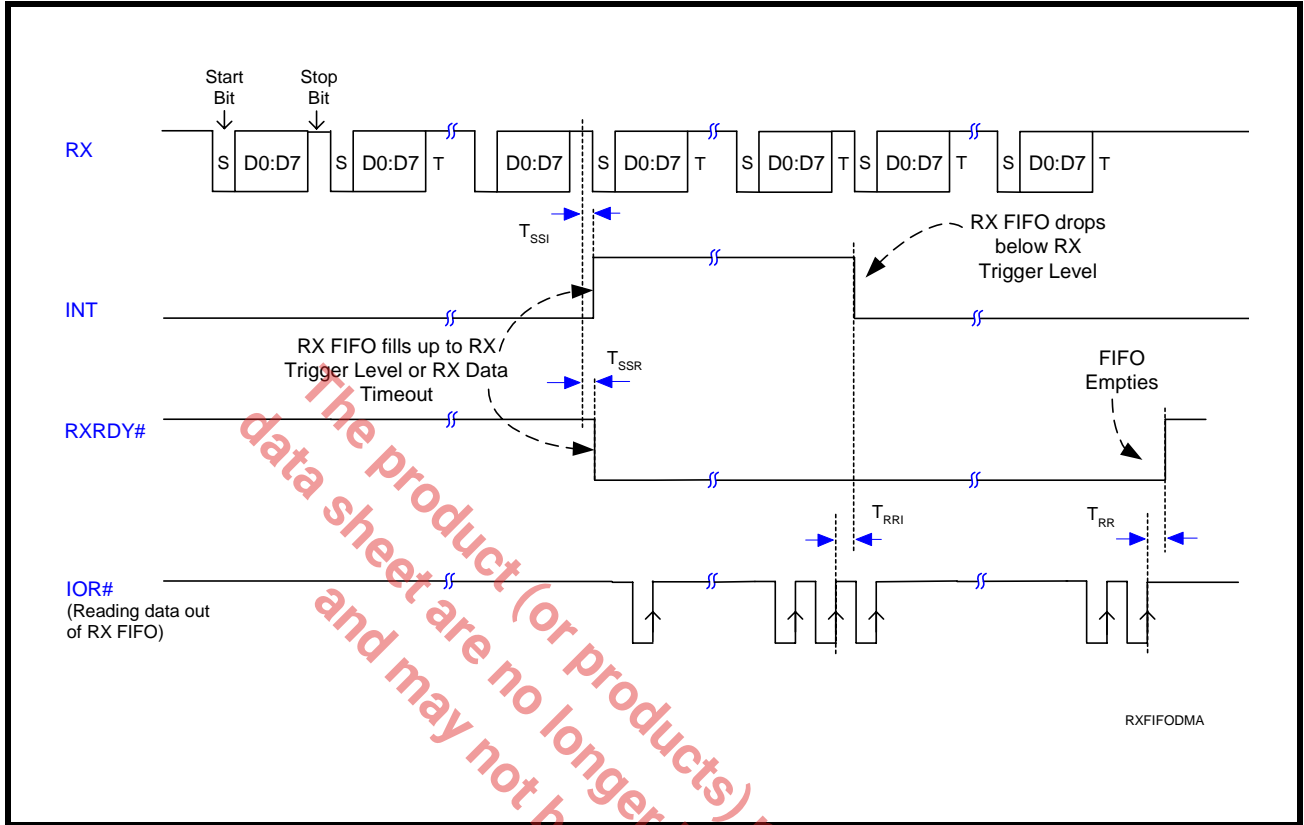 Start
Bit
Stop
Bit
RX
S D0:D7 S D0:D7 T D0:D7 S D0:D7 T S D0:D7 T S D0:D7 T S D0:D7 T
TSSI
RX FIFO drops
below RX
Trigger Level
INT
RX FIFO fills up to RX
Trigger Level or RX Data
Timeout
TSSR
FIFO
Empties
RXRDY#
TRRI
TRR
IOR#
(Reading data out
of RX FIFO)
RXFIFODMA
The product (or products)
data sheet are no longer
and may not b